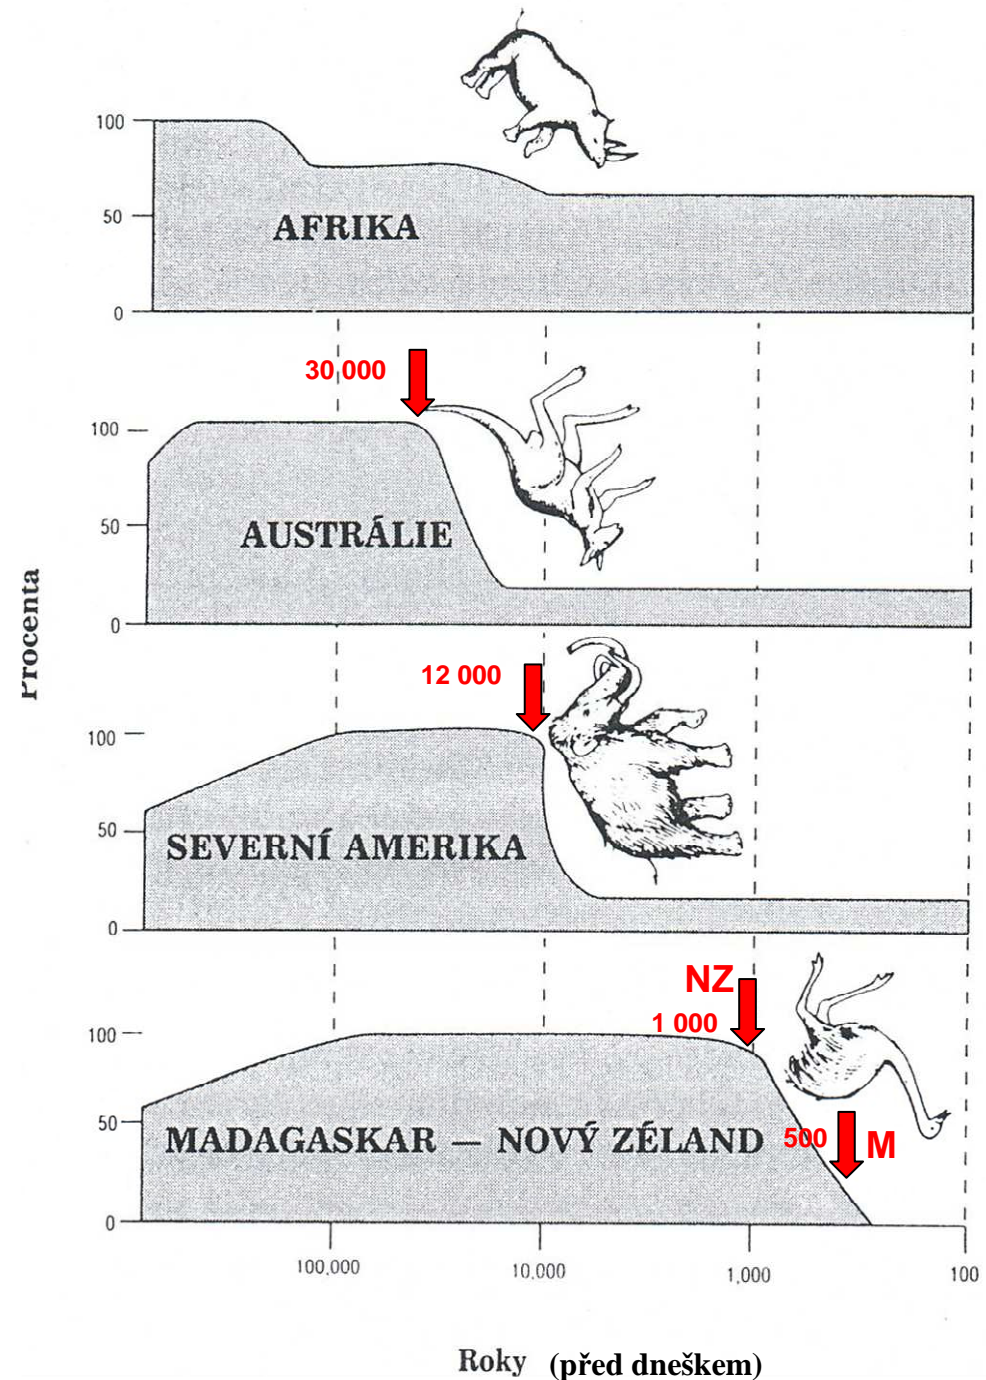 100
50
AFRIKA
0
30 000
100
50
AUSTRÁLIE
0
Procenta
12 000
100
50
SEVERNÍ AMERIKA
0
NZ
1 000
100
50
MADAGASKAR — NOVÝ ZÉLAND
500 M
0
100,000 10,000 1,000 100
Roky (před dneškem)